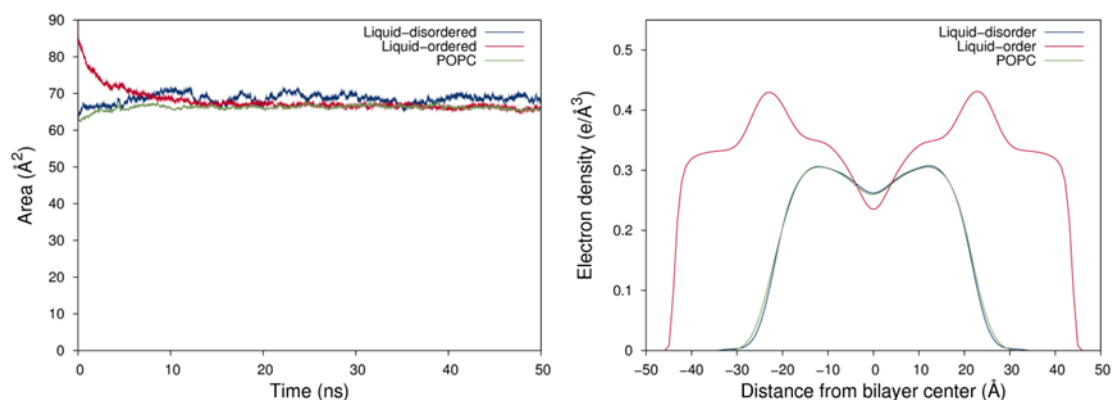 90
80
70
60
50
40
30
20
10
0
Area (Å²)
0 10 20 30 40 50
Time (ns)
Liquid-disordered
Liquid-ordered
POPC
0.5
0.4
0.3
0.2
0.1
0
Electron density (e/Å³)
−50 −40 −30 −20 −10 0 10 20 30 40 50
Distance from bilayer center (Å)
Liquid-disorder
Liquid-order
POPC